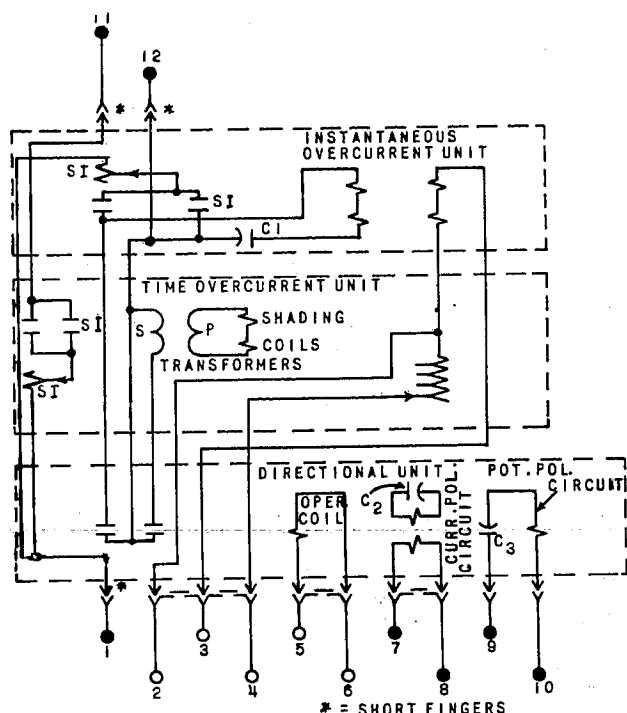 11
12
*
*
INSTANTANEOUS
OVERCURRENT UNIT
SI
SI
C1
TIME OVERCURRENT UNIT
SI
S
P
SHADING
COILS
TRANSFORMERS
SI
DIRECTIONAL UNIT
POT. POL.
CIRCUIT
OPER
COIL
C2
CURR. POL.
CIRCUIT
C3
*
1
2
3
4
5
6
7
8
9
10
* = SHORT FINGERS